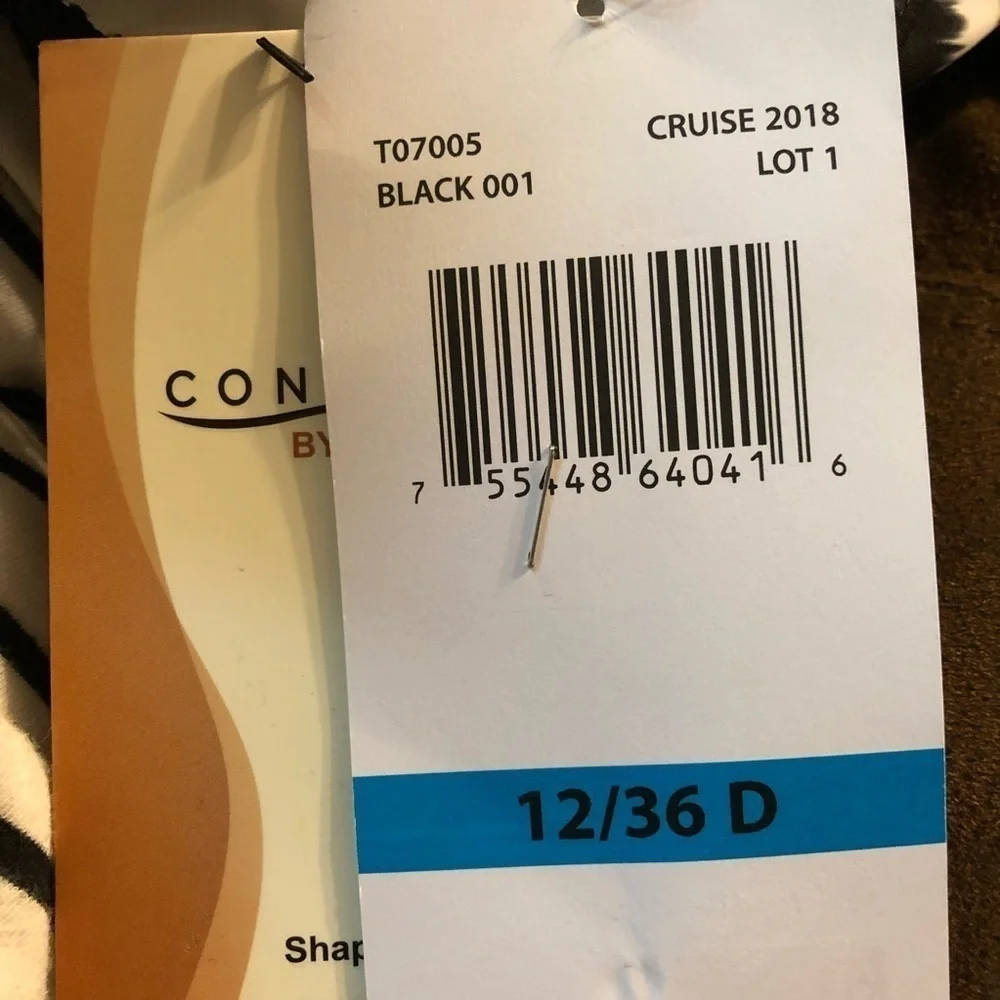 T07005
BLACK 001
CRUISE 2018
LOT 1
CON
BY
7 55448 64041 6
12/36 D
Shap